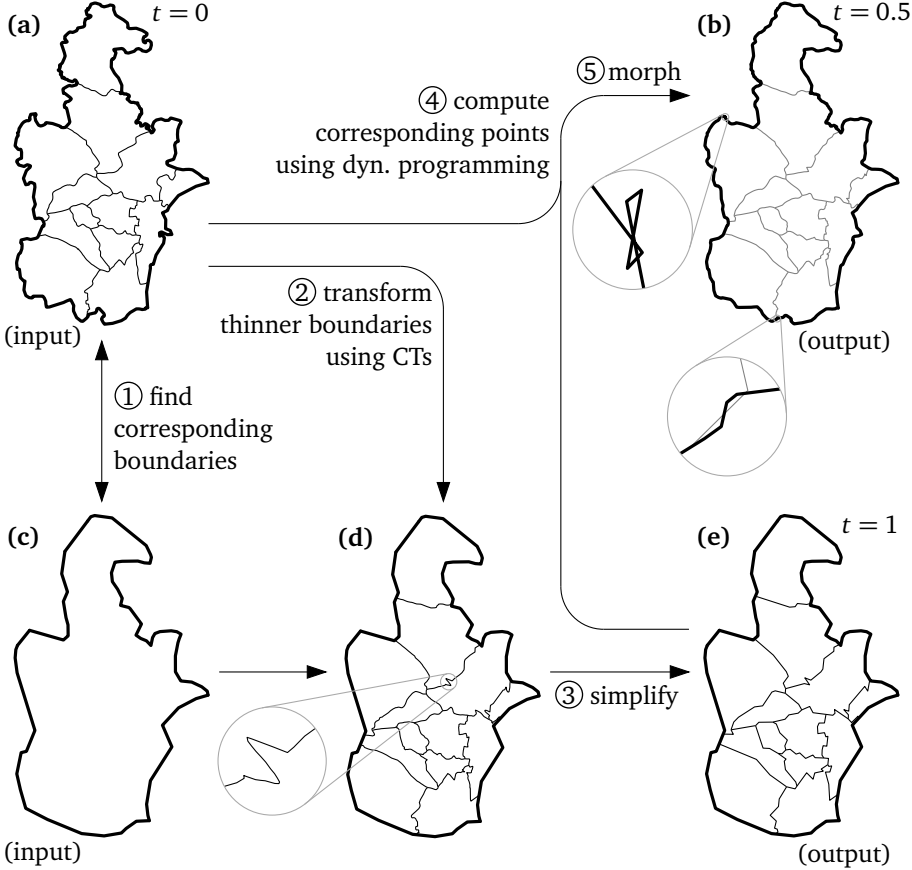 (a)
t = 0
(b)
t = 0.5
⑤ morph
④ compute
corresponding points
using dyn. programming
② transform
thinner boundaries
using CTs
(input)
(output)
① find
corresponding
boundaries
(c)
(d)
(e)
t = 1
③ simplify
(input)
(output)